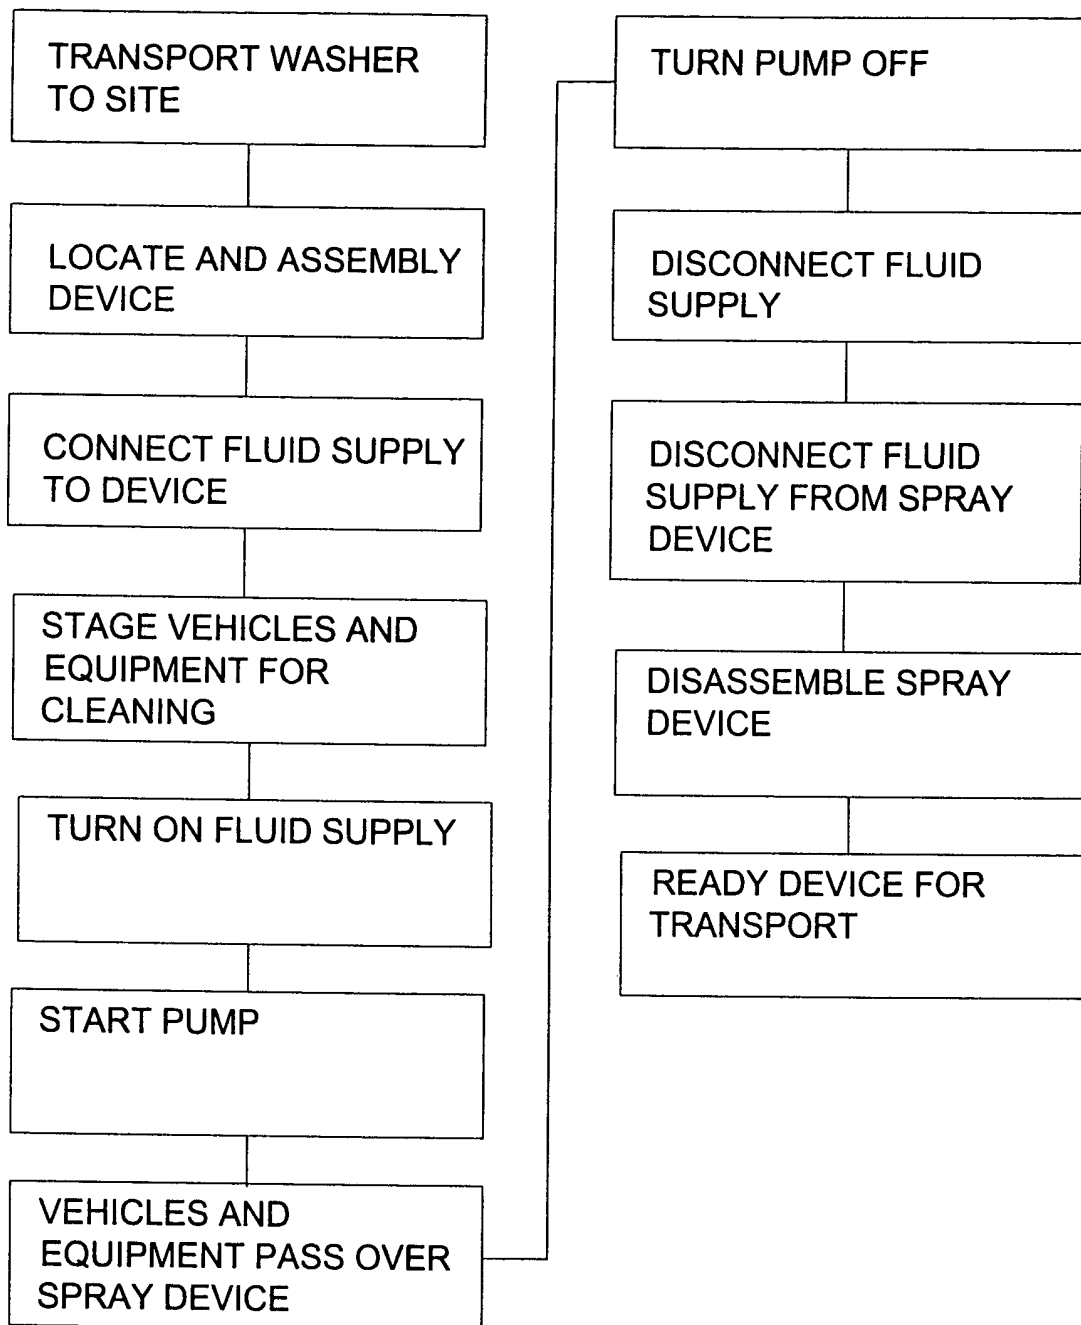 TRANSPORT WASHER
TO SITE
LOCATE AND ASSEMBLY
DEVICE
CONNECT FLUID SUPPLY
TO DEVICE
STAGE VEHICLES AND
EQUIPMENT FOR
CLEANING
TURN ON FLUID SUPPLY
START PUMP
VEHICLES AND
EQUIPMENT PASS OVER
SPRAY DEVICE
TURN PUMP OFF
DISCONNECT FLUID
SUPPLY
DISCONNECT FLUID
SUPPLY FROM SPRAY
DEVICE
DISASSEMBLE SPRAY
DEVICE
READY DEVICE FOR
TRANSPORT